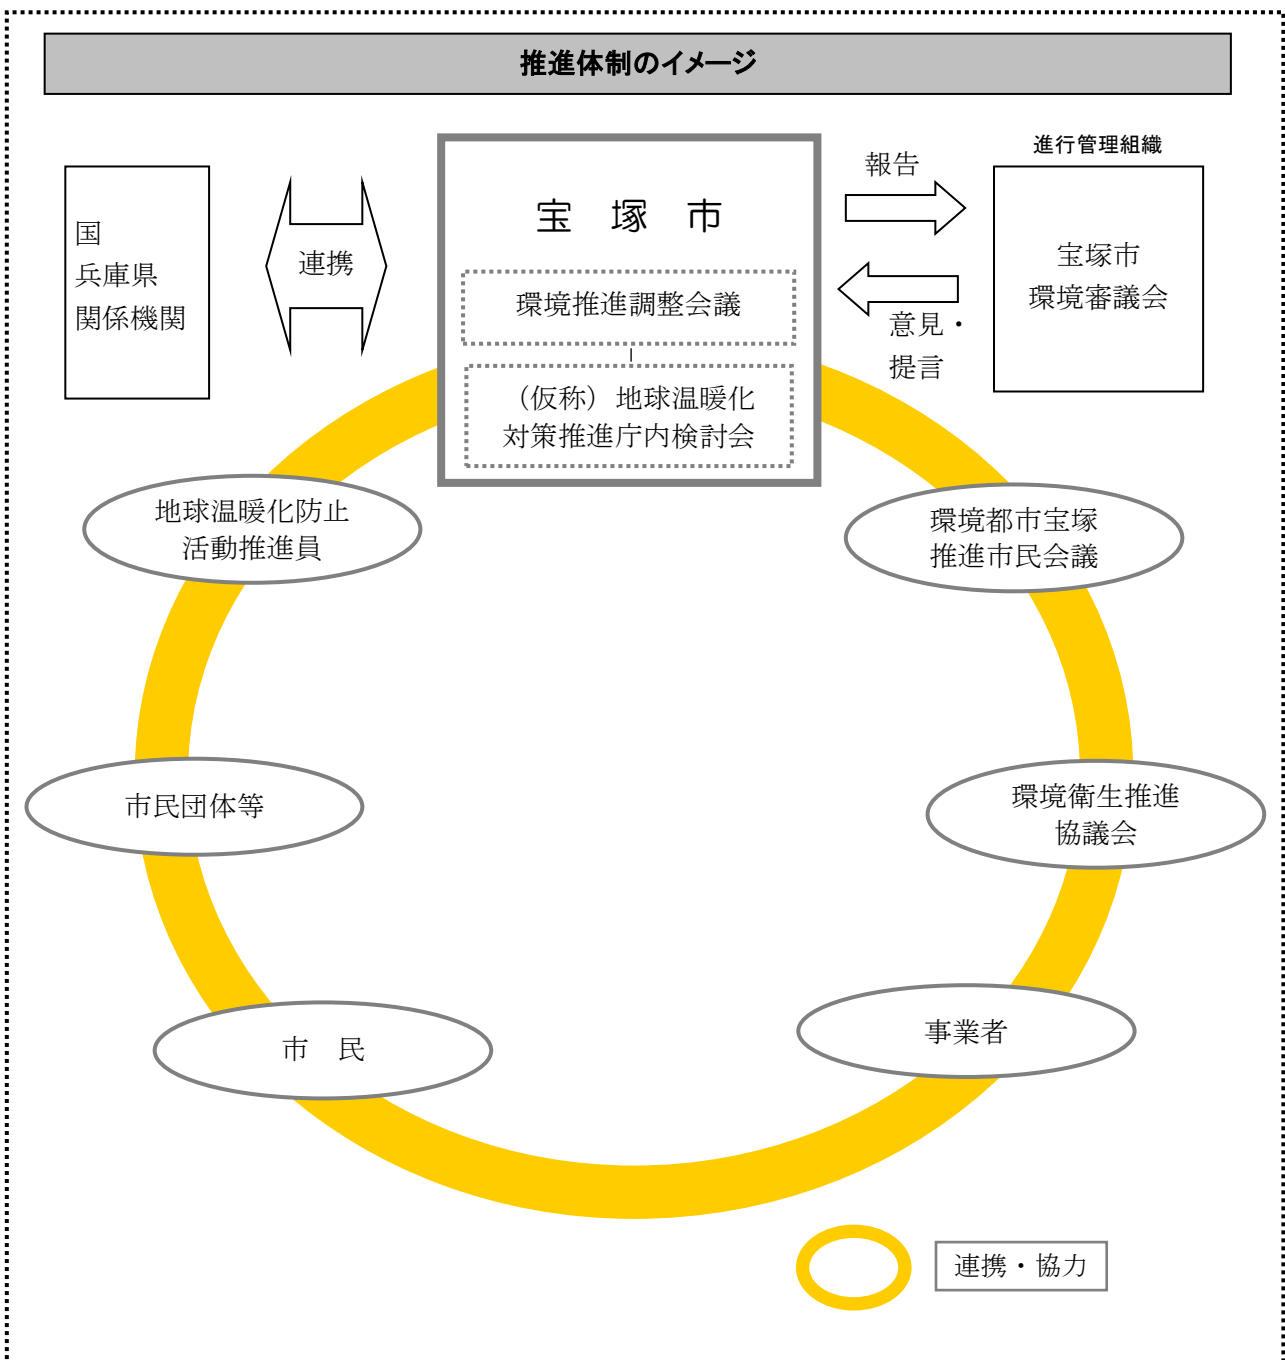 推進体制のイメージ
国
兵庫県
関係機関
連携
宝 塚 市
環境推進調整会議
（仮称）地球温暖化
対策推進庁内検討会
報告
意見・
提言
進行管理組織
宝塚市
環境審議会
地球温暖化防止
活動推進員
環境都市宝塚
推進市民会議
市民団体等
環境衛生推進
協議会
市　民
事業者
連携・協力